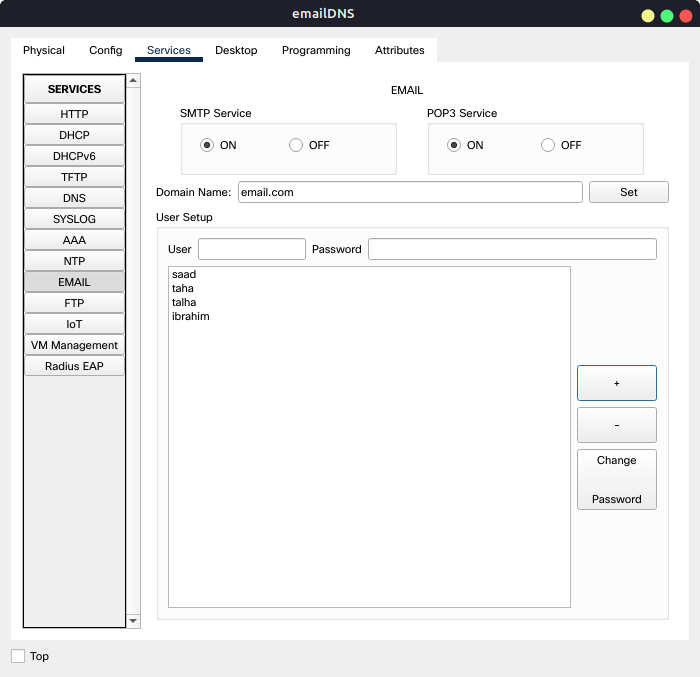 emailDNS
Physical Config Services Desktop Programming Attributes
SERVICES
HTTP
DHCP
DHCPv6
TFTP
DNS
SYSLOG
AAA
NTP
EMAIL
FTP
IoT
VM Management
Radius EAP
EMAIL
SMTP Service
ON OFF
POP3 Service
ON OFF
Domain Name: email.com Set
User Setup
User Password
saad
taha
talha
ibrahim
+
-
Change
Password
Top